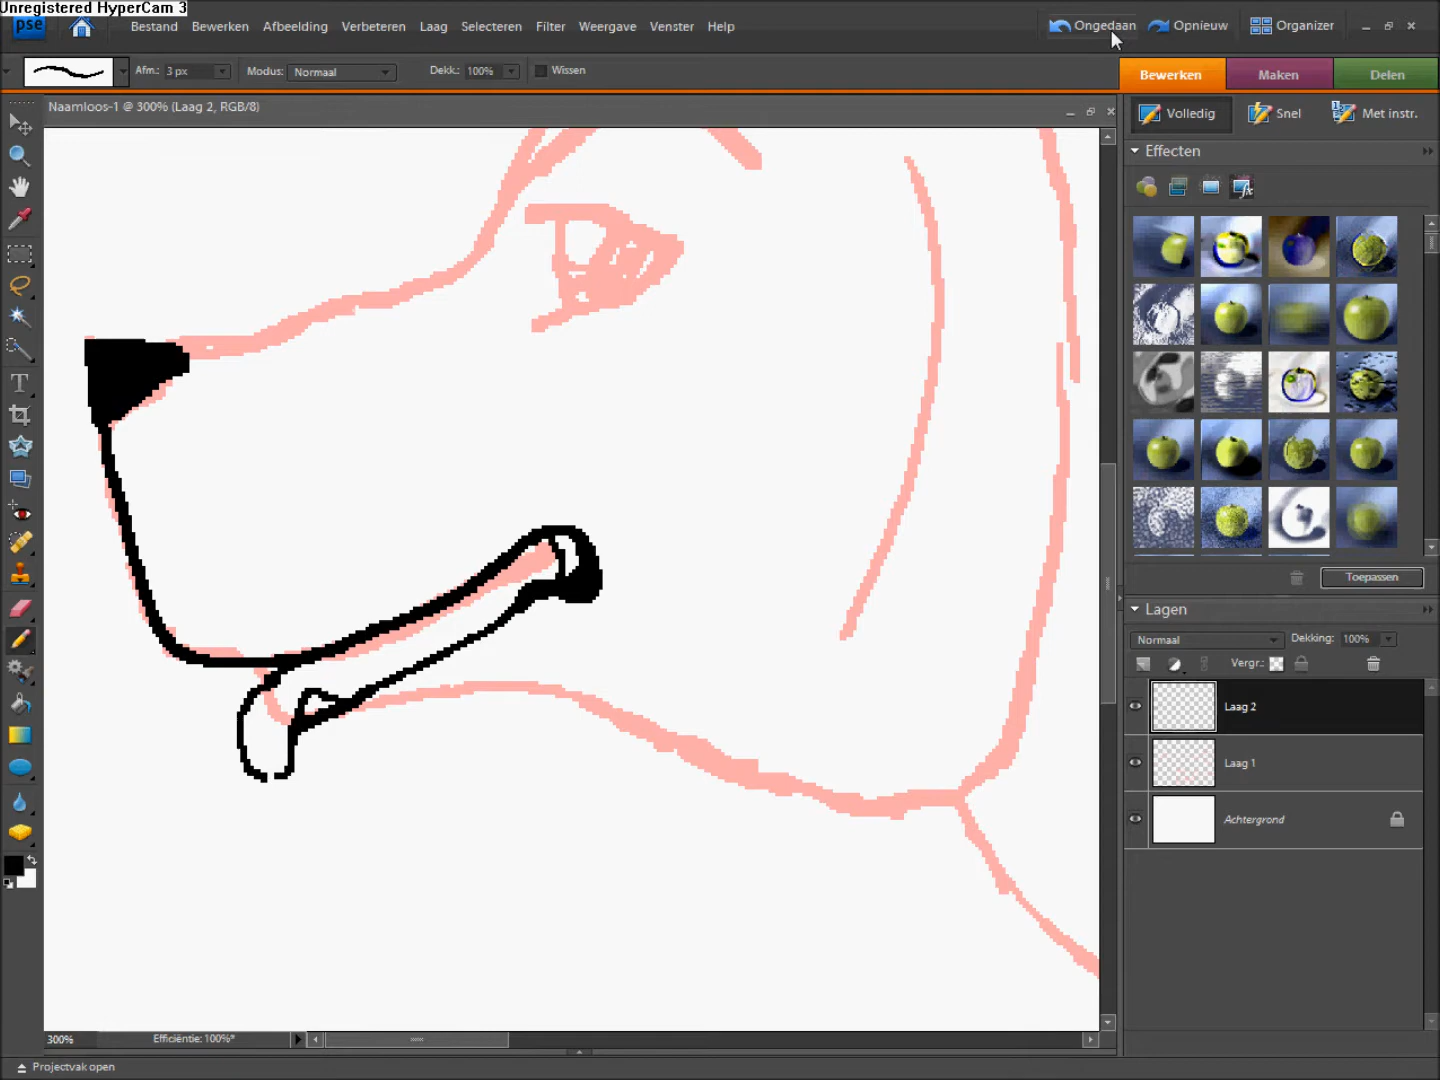 Unregistered HyperCam 3
pse Bestand Bewerken Afbeelding Verbeteren Laag Selecteren Filter Weergave Venster Help Ongedaan Opnieuw Organizer
Afm.: 3 px Modus: Normaal Dekk.: 100% Wissen
Bewerken Maken Delen
Naamloos-1 @ 300% (Laag 2, RGB/8)
Volledig Snel Met instr.
Effecten
Toepassen
Lagen
Normaal Dekking: 100%
Vergr.:
Laag 2
Laag 1
Achtergrond
300% Efficiëntie: 100%*
Projectvak open